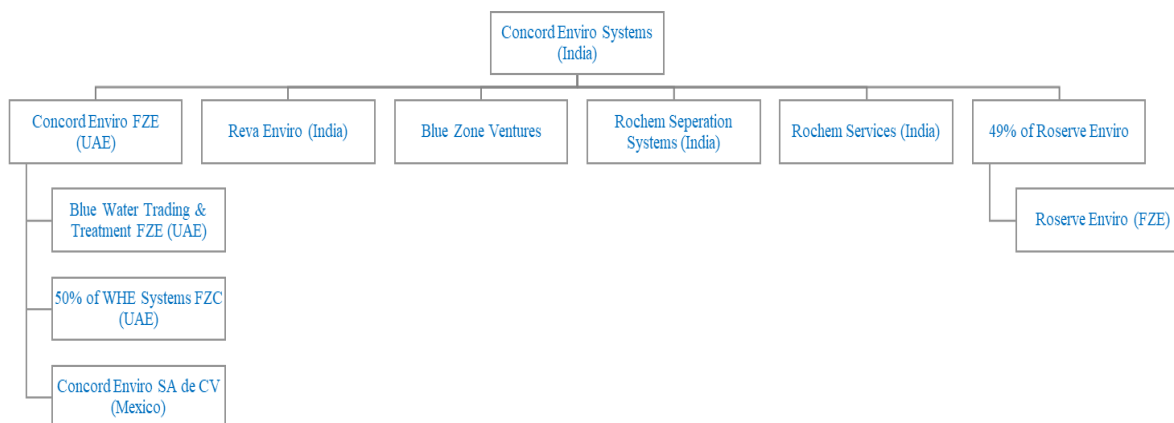 Concord Enviro Systems
(India)
Concord Enviro FZE
(UAE)
Reva Enviro (India)
Blue Zone Ventures
Rochem Seperation
Systems (India)
Rochem Services (India)
49% of Roserve Enviro
Blue Water Trading &
Treatment FZE (UAE)
Roserve Enviro (FZE)
50% of WHE Systems FZC
(UAE)
Concord Enviro SA de CV
(Mexico)